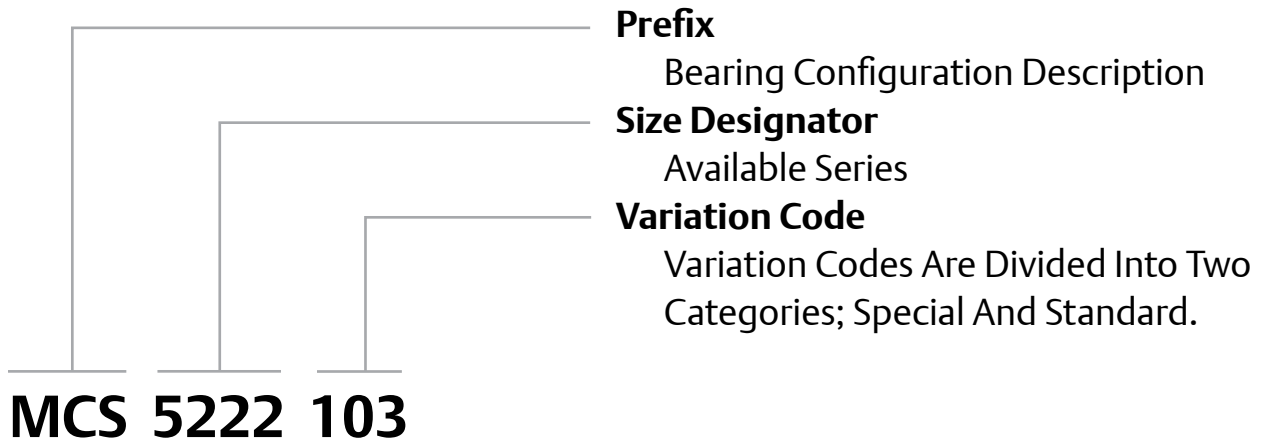 Prefix
Bearing Configuration Description
Size Designator
Available Series
Variation Code
Variation Codes Are Divided Into Two
Categories; Special And Standard.
MCS 5222 103